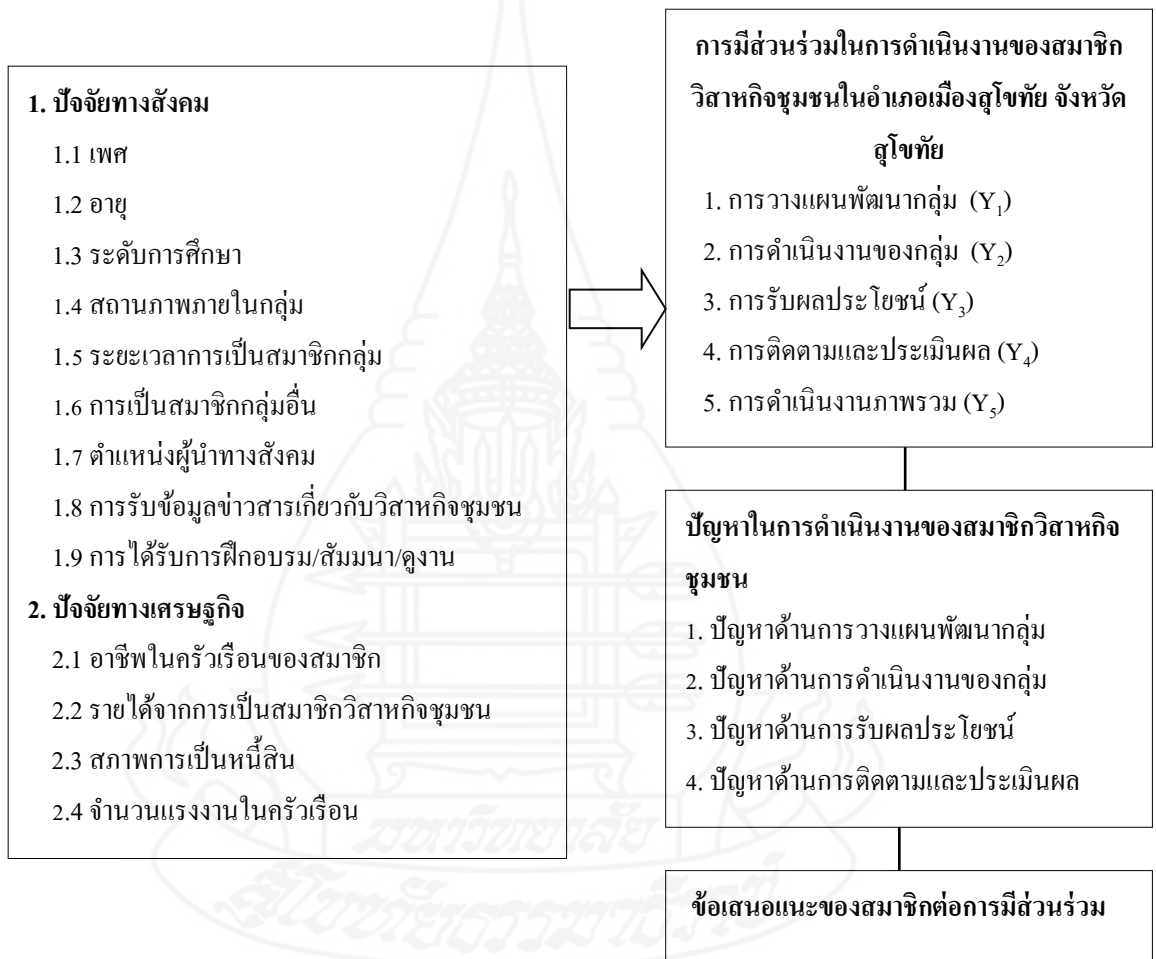 1. ปัจจัยทางสังคม
1.1 เพศ
1.2 อายุ
1.3 ระดับการศึกษา
1.4 สถานภาพภายในกลุ่ม
1.5 ระยะเวลาการเป็นสมาชิกกลุ่ม
1.6 การเป็นสมาชิกกลุ่มอื่น
1.7 ตำแหน่งผู้นำทางสังคม
1.8 การรับข้อมูลข่าวสารเกี่ยวกับวิสาหกิจชุมชน
1.9 การได้รับการฝึกอบรม/สัมมนา/ดูงาน
2. ปัจจัยทางเศรษฐกิจ
2.1 อาชีพในครัวเรือนของสมาชิก
2.2 รายได้จากการเป็นสมาชิกวิสาหกิจชุมชน
2.3 สภาพการเป็นหนี้สิน
2.4 จำนวนแรงงานในครัวเรือน
การมีส่วนร่วมในการดำเนินงานของสมาชิก
วิสาหกิจชุมชนในอำเภอเมืองสุโขทัย จังหวัด
สุโขทัย
1. การวางแผนพัฒนากลุ่ม (Y₁)
2. การดำเนินงานของกลุ่ม (Y₂)
3. การรับผลประโยชน์ (Y₃)
4. การติดตามและประเมินผล (Y₄)
5. การดำเนินงานภาพรวม (Y₅)
ปัญหาในการดำเนินงานของสมาชิกวิสาหกิจ
ชุมชน
1. ปัญหาด้านการวางแผนพัฒนากลุ่ม
2. ปัญหาด้านการดำเนินงานของกลุ่ม
3. ปัญหาด้านการรับผลประโยชน์
4. ปัญหาด้านการติดตามและประเมินผล
ข้อเสนอแนะของสมาชิกต่อการมีส่วนร่วม
มหาวิทยาลัย
สุโขทัยธรรมาธิราช